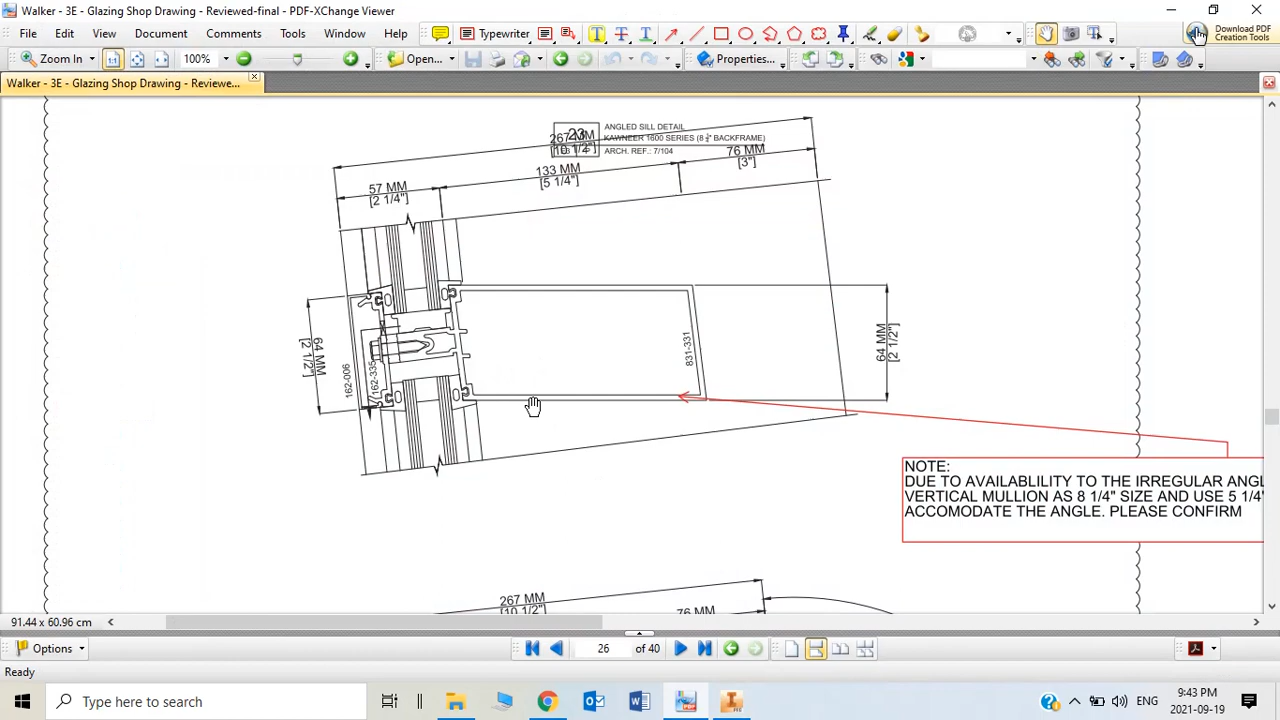 Walker - 3E - Glazing Shop Drawing - Reviewed-final - PDF-XChange Viewer
File Edit View Document Comments Tools Window Help
Typewriter
Download PDF
Creation Tools
Zoom In 100% Open... Properties...
Walker - 3E - Glazing Shop Drawing - Reviewe...
23
ANGLED SILL DETAIL
KAWNEER 1600 SERIES (8 ¼" BACKFRAME)
ARCH. REF.: 7/104
267 MM
[10 1/2"]
133 MM
[5 1/4"]
76 MM
[3"]
57 MM
[2 1/4"]
64 MM
[2 1/2"]
162-006
162-335
831-331
64 MM
[2 1/2"]
NOTE:
DUE TO AVAILABLILITY TO THE IRREGULAR ANGL
VERTICAL MULLION AS 8 1/4" SIZE AND USE 5 1/4"
ACCOMODATE THE ANGLE. PLEASE CONFIRM
267 MM
[10 1/2"]
76 MM
91.44 x 60.96 cm
Options 26 of 40
Ready
Type here to search
ENG
9:43 PM
2021-09-19